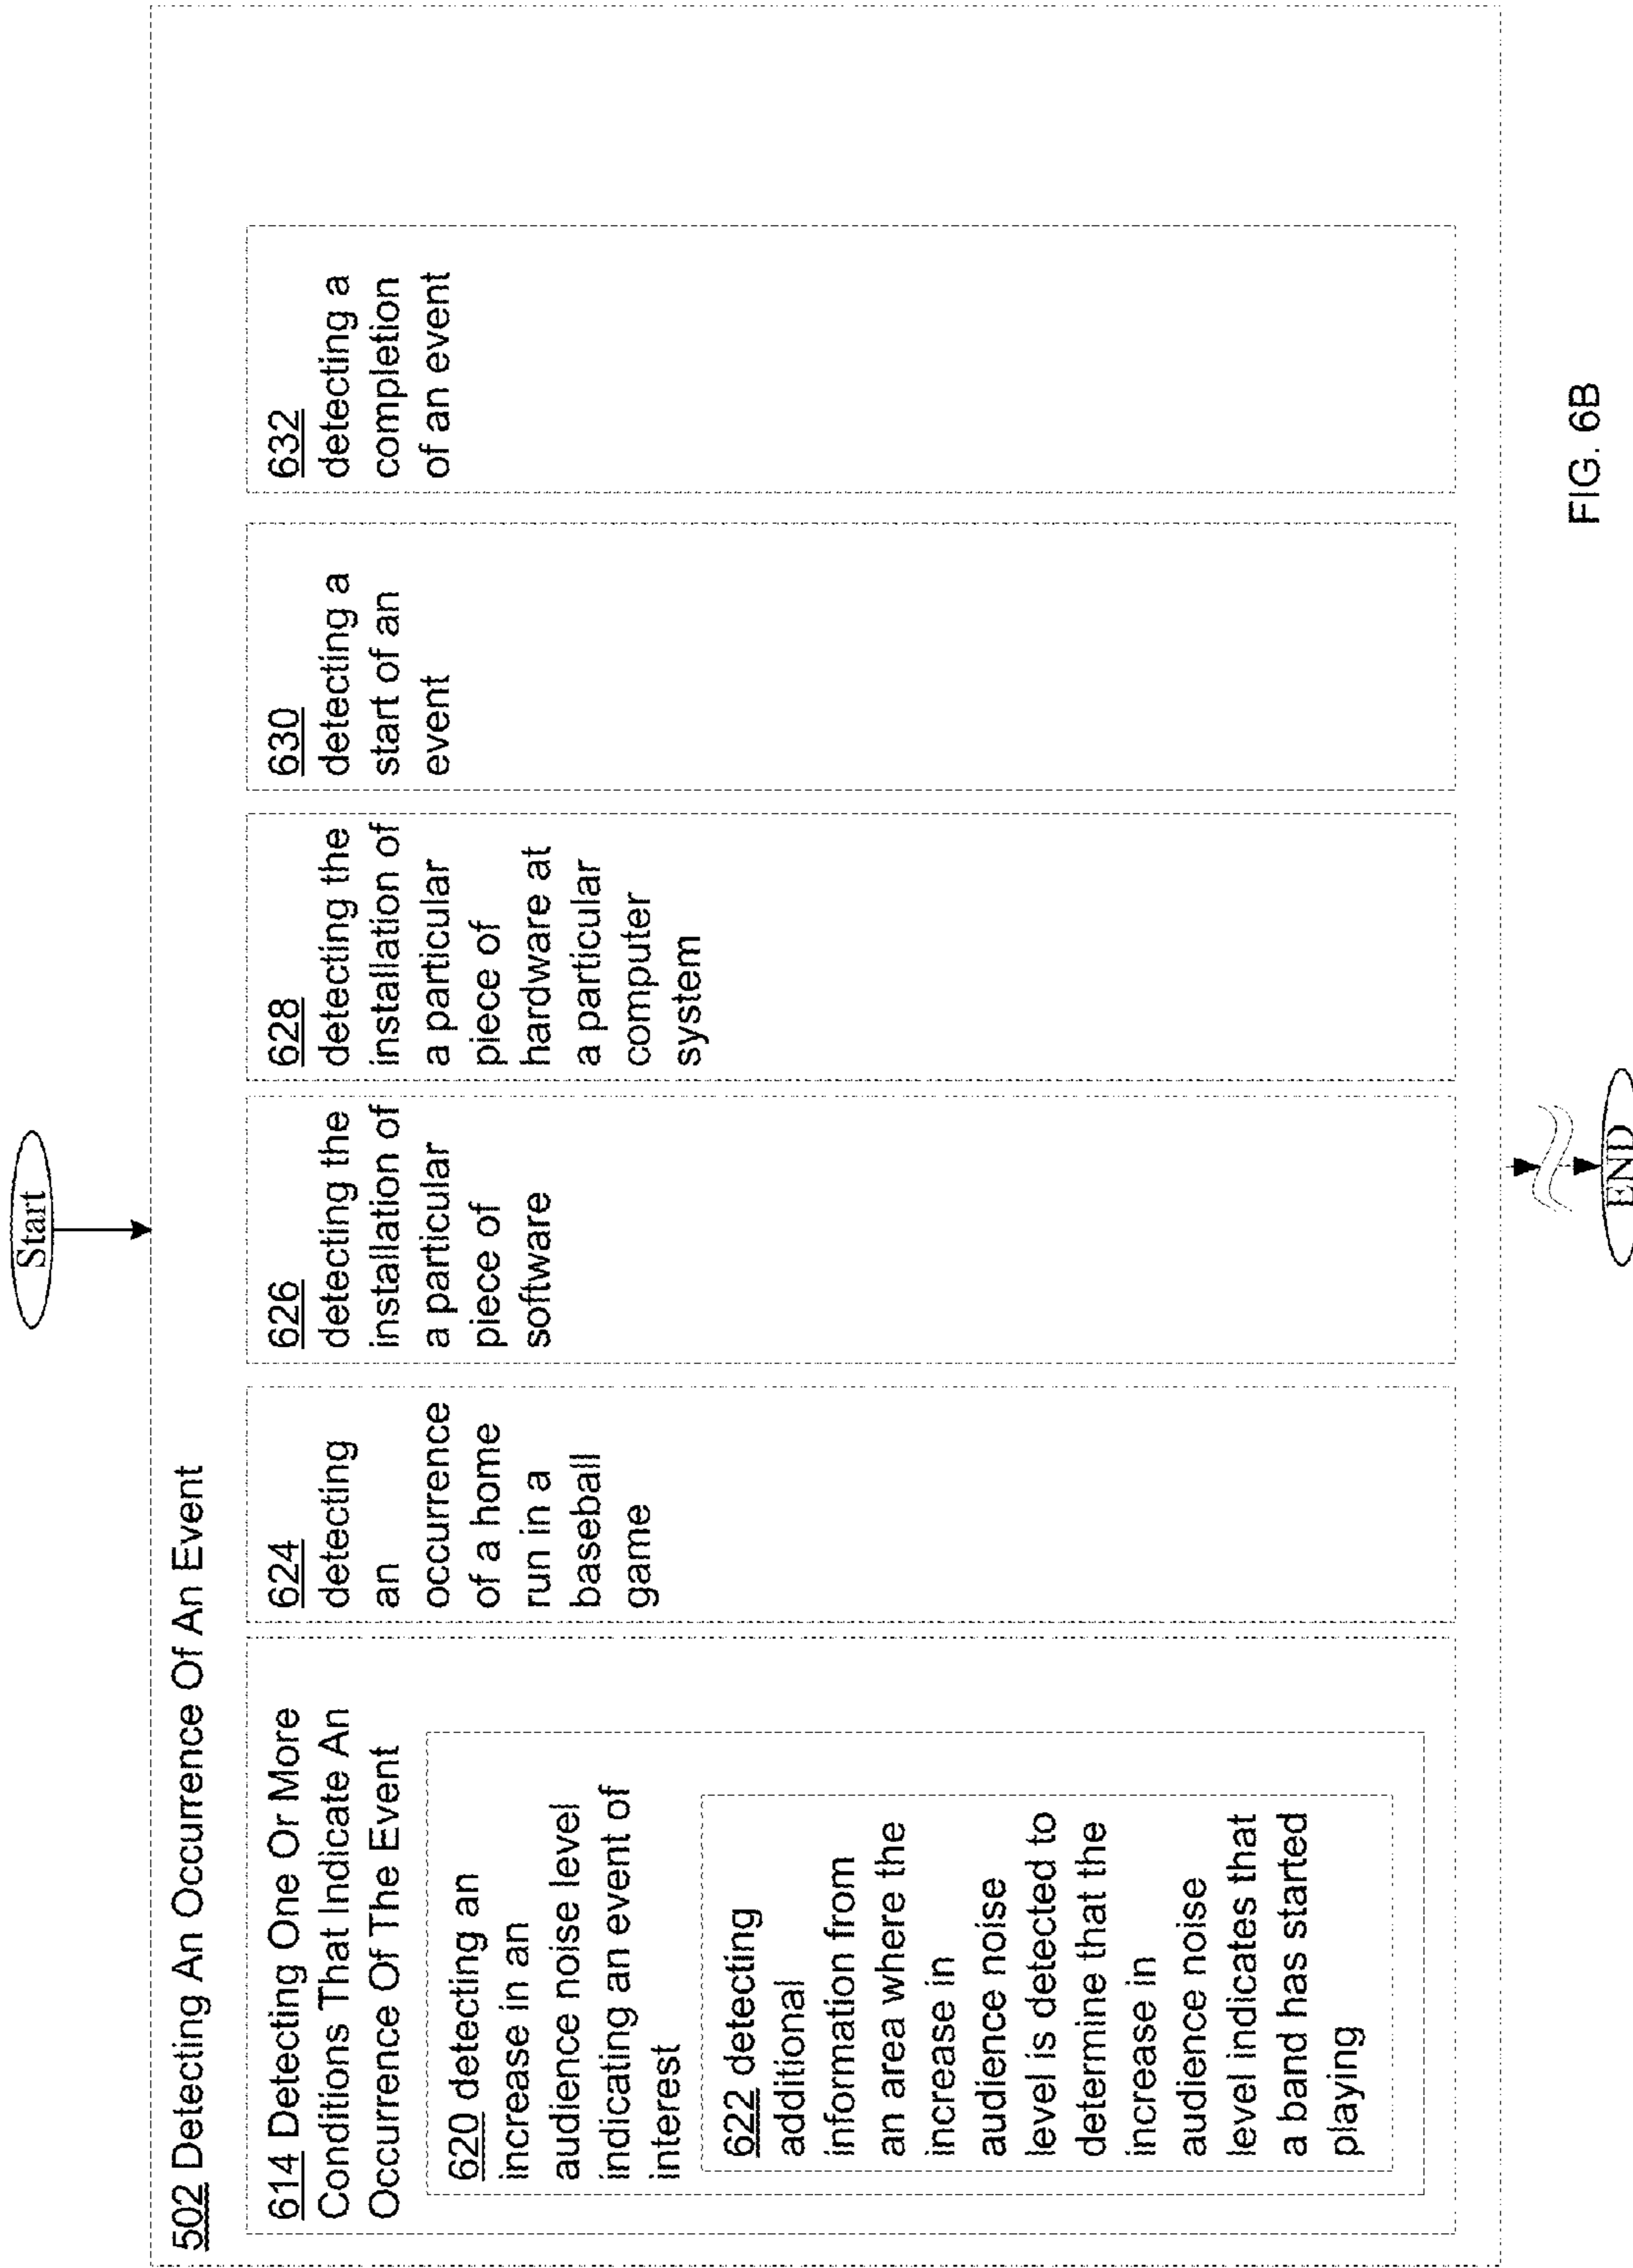 Start
502 Detecting An Occurrence Of An Event
614 Detecting One Or More
Conditions That Indicate An
Occurrence Of The Event
620 detecting an
increase in an
audience noise level
indicating an event of
interest
622 detecting
additional
information from
an area where the
increase in
audience noise
level is detected to
determine that the
increase in
audience noise
level indicates that
a band has started
playing
624
detecting
an
occurrence
of a home
run in a
baseball
game
626
detecting the
installation of
a particular
piece of
software
628
detecting the
installation of
a particular
piece of
hardware at
a particular
computer
system
630
detecting a
start of an
event
632
detecting a
completion
of an event
END
FIG. 6B